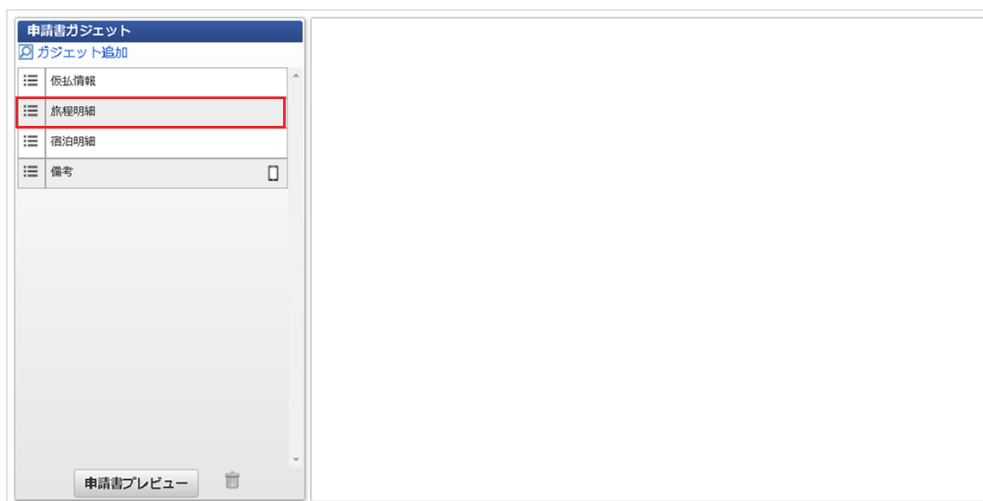 申請書ガジェット
ガジェット追加
仮払情報
旅程明細
宿泊明細
備考
申請書プレビュー